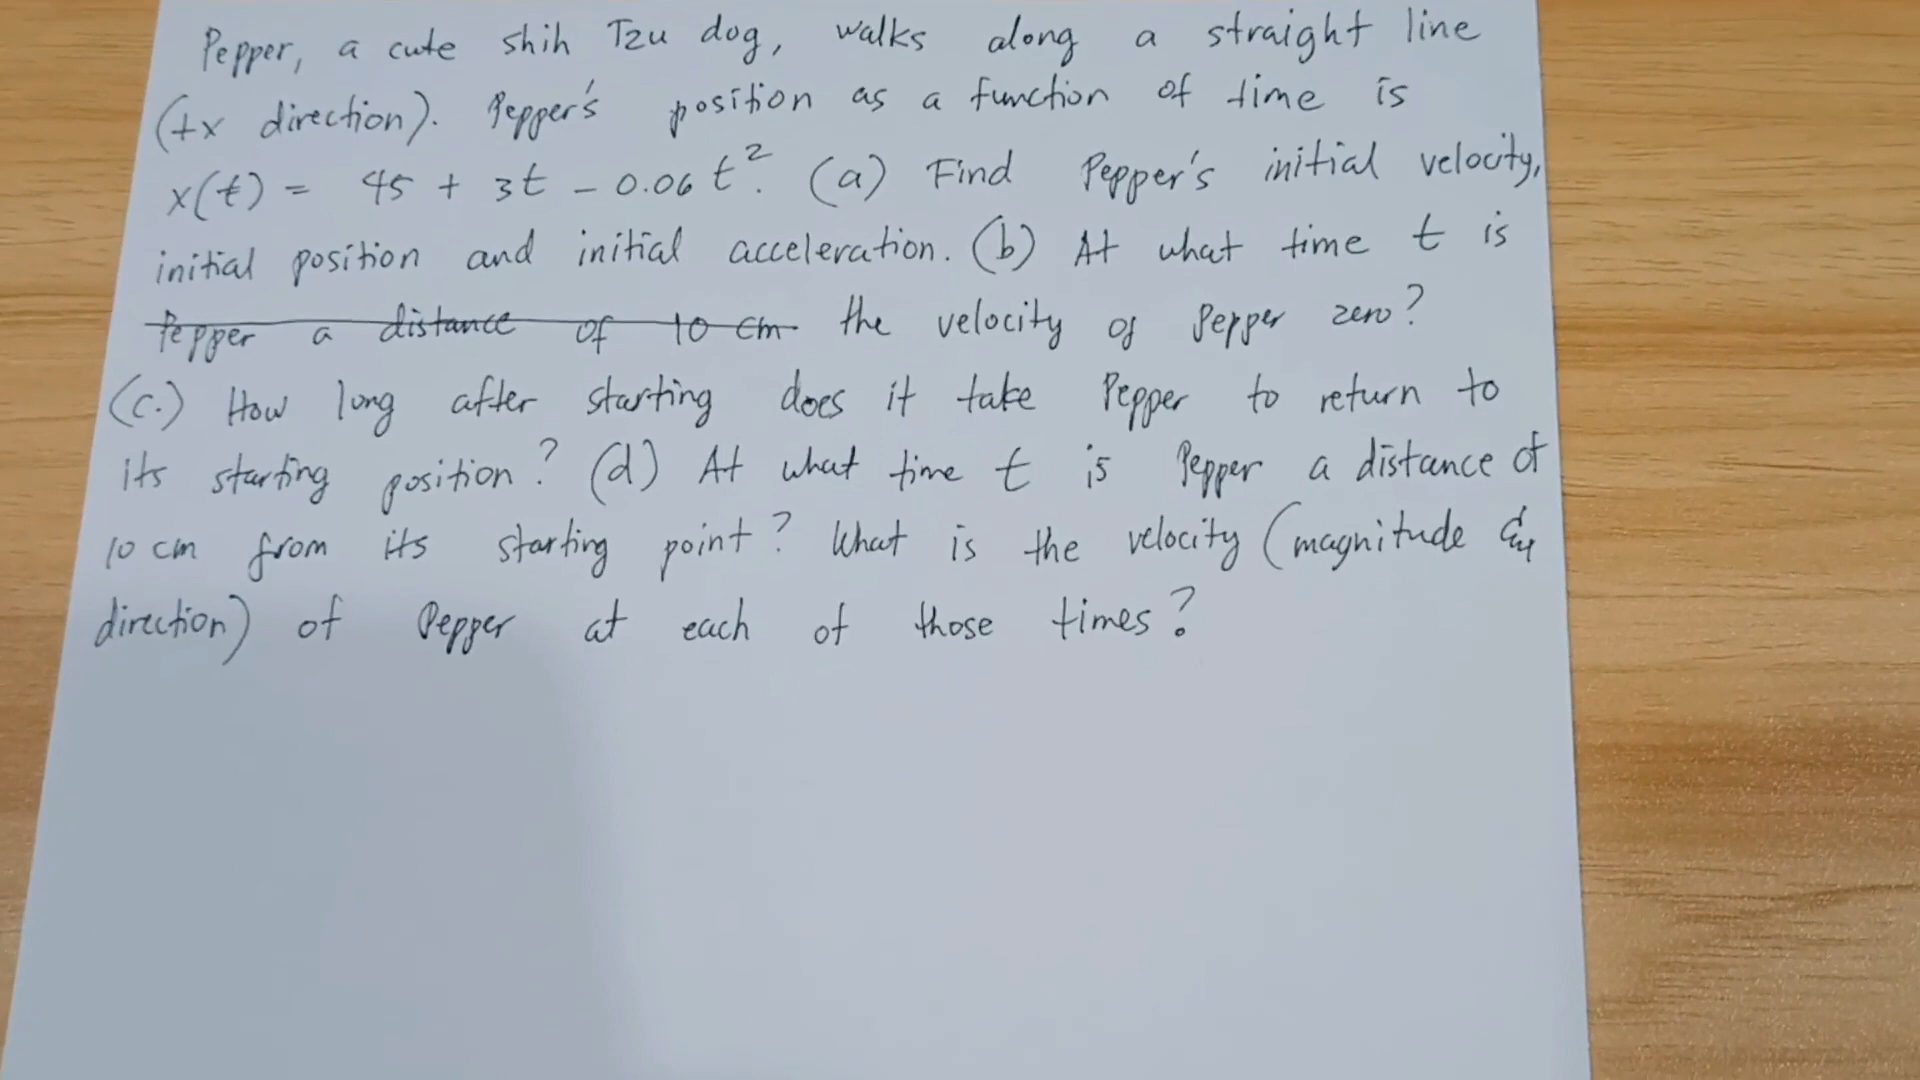 Pepper, a cute shih Tzu dog, walks along a straight line
(+x direction). Pepper's position as a function of time is
x(t) = 45 + 3t - 0.06 t². (a) Find Pepper's initial velocity,
initial position and initial acceleration. (b) At what time t is
Pepper a distance of 10 cm the velocity of Pepper zero?
(c.) How long after starting does it take Pepper to return to
its starting position? (d) At what time t is Pepper a distance of
10 cm from its starting point? What is the velocity (magnitude &
direction) of Pepper at each of those times?